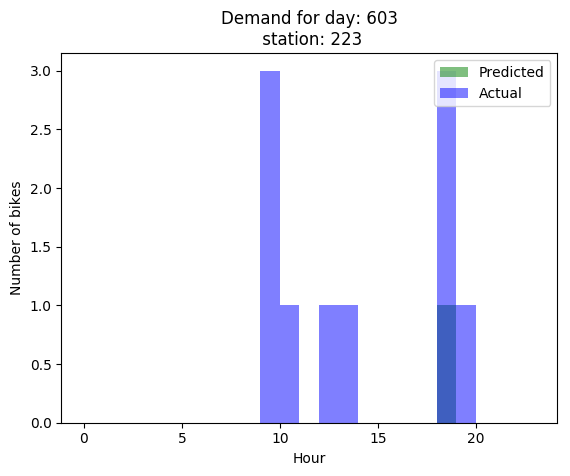 Demand for day: 603
station: 223
Predicted
Actual
3.0
2.5
2.0
1.5
1.0
0.5
0.0
Number of bikes
0 5 10 15 20
Hour